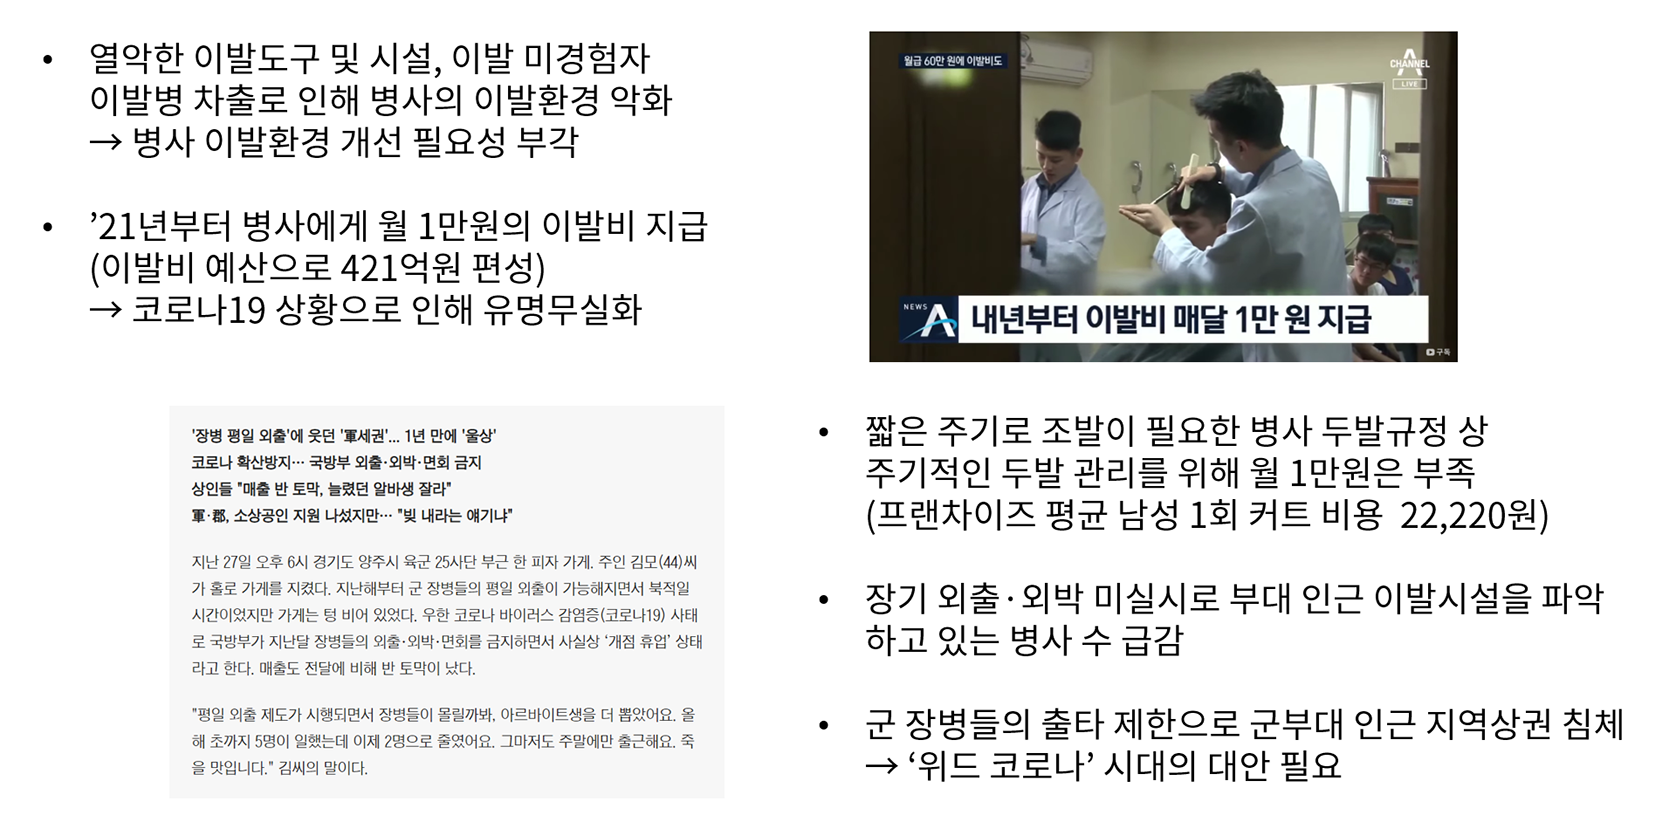 • 열악한 이발도구 및 시설, 이발 미경험자
이발병 차출로 인해 병사의 이발환경 악화
→ 병사 이발환경 개선 필요성 부각
• ’21년부터 병사에게 월 1만원의 이발비 지급
(이발비 예산으로 421억원 편성)
→ 코로나19 상황으로 인해 유명무실화
월급 60만 원에 이발비도
CHANNEL A
LIVE
NEWS A
내년부터 이발비 매달 1만 원 지급
구독
'장병 평일 외출'에 웃던 '軍세권'... 1년 만에 '울상'
코로나 확산방지… 국방부 외출·외박·면회 금지
상인들 "매출 반 토막, 늘렸던 알바생 잘라"
軍·郡, 소상공인 지원 나섰지만… "빚 내라는 얘기냐"
지난 27일 오후 6시 경기도 양주시 육군 25사단 부근 한 피자 가게. 주인 김모(44)씨
가 홀로 가게를 지켰다. 지난해부터 군 장병들의 평일 외출이 가능해지면서 북적일
시간이었지만 가게는 텅 비어 있었다. 우한 코로나 바이러스 감염증(코로나19) 사태
로 국방부가 지난달 장병들의 외출·외박·면회를 금지하면서 사실상 ‘개점 휴업’ 상태
라고 한다. 매출도 전달에 비해 반 토막이 났다.
"평일 외출 제도가 시행되면서 장병들이 몰릴까봐, 아르바이트생을 더 뽑았어요. 올
해 초까지 5명이 일했는데 이제 2명으로 줄였어요. 그마저도 주말에만 출근해요. 죽
을 맛입니다." 김씨의 말이다.
• 짧은 주기로 조발이 필요한 병사 두발규정 상
주기적인 두발 관리를 위해 월 1만원은 부족
(프랜차이즈 평균 남성 1회 커트 비용 22,220원)
• 장기 외출·외박 미실시로 부대 인근 이발시설을 파악
하고 있는 병사 수 급감
• 군 장병들의 출타 제한으로 군부대 인근 지역상권 침체
→ ‘위드 코로나’ 시대의 대안 필요